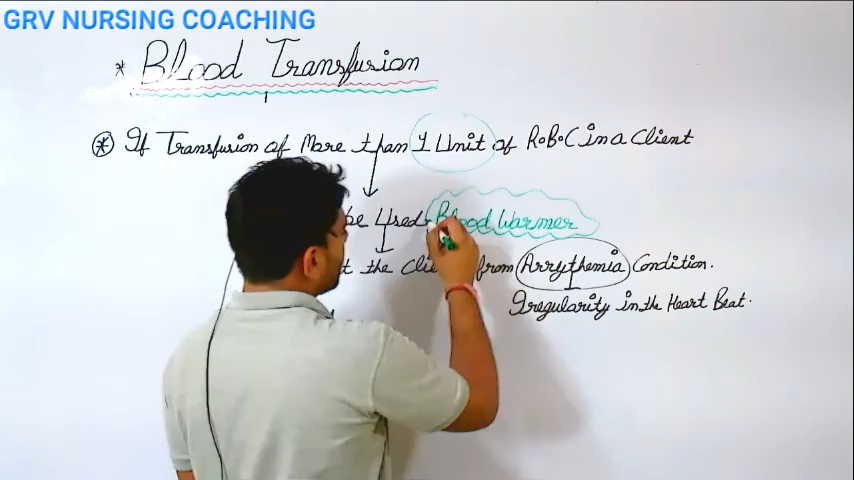 GRV NURSING COACHING
* Blood Transfusion
* If Transfusion of More than 1 Unit of R.B.C in a Client
be Used Blood Warmer
the from Arrythemia Condition.
Irregularity in the Heart Beat.